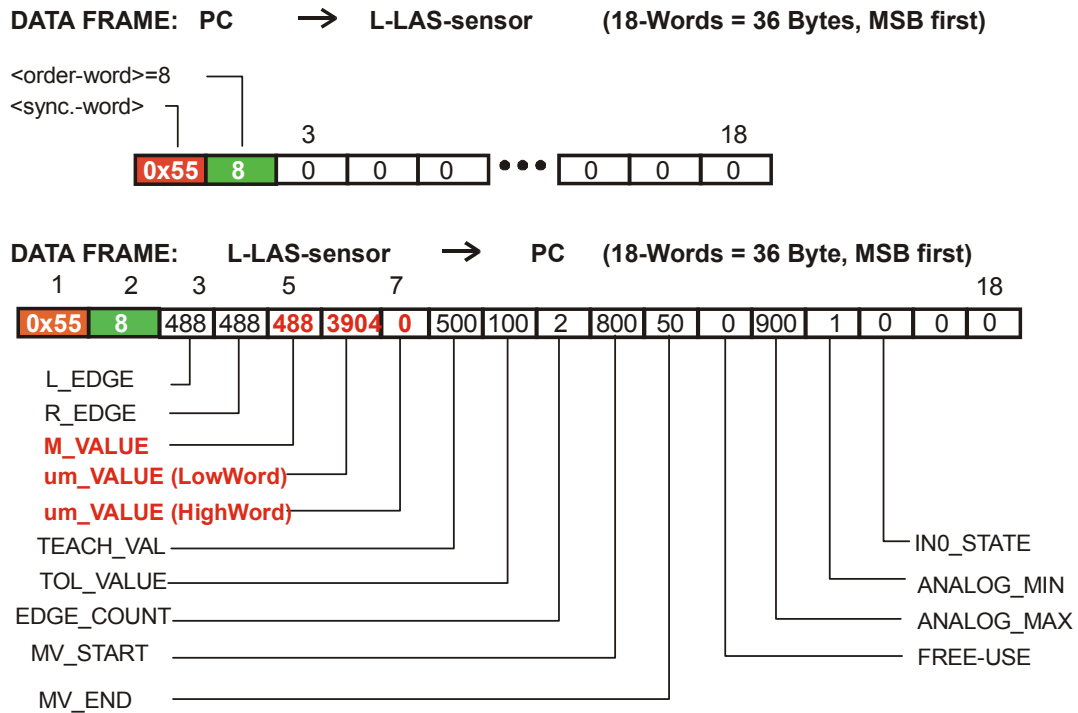 DATA FRAME: PC → L-LAS-sensor (18-Words = 36 Bytes, MSB first)
<order-word>=8
<sync.-word>
3 18
0x55 8 0 0 0 ••• 0 0 0
DATA FRAME: L-LAS-sensor → PC (18-Words = 36 Byte, MSB first)
1 2 3 5 7 18
0x55 8 488 488 488 3904 0 500 100 2 800 50 0 900 1 0 0 0
L_EDGE
R_EDGE
M_VALUE
um_VALUE (LowWord)
um_VALUE (HighWord)
TEACH_VAL IN0_STATE
TOL_VALUE ANALOG_MIN
EDGE_COUNT ANALOG_MAX
MV_START FREE-USE
MV_END